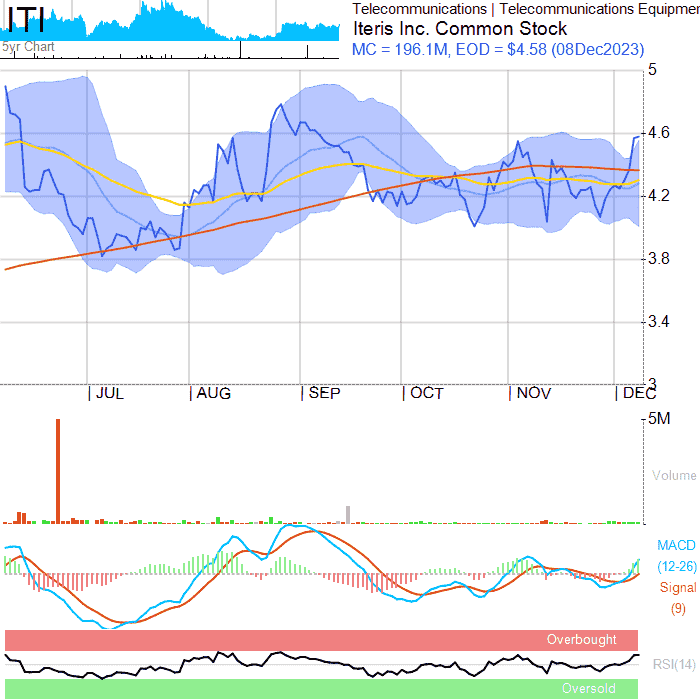 ITI
5yr Chart
Telecommunications | Telecommunications Equipmen
Iteris Inc. Common Stock
MC = 196.1M, EOD = $4.58 (08Dec2023)
5
4.6
4.2
3.8
3.4
3
JUL AUG SEP OCT NOV DEC
5M
Volume
MACD
(12-26)
Signal
(9)
Overbought
RSI(14)
Oversold